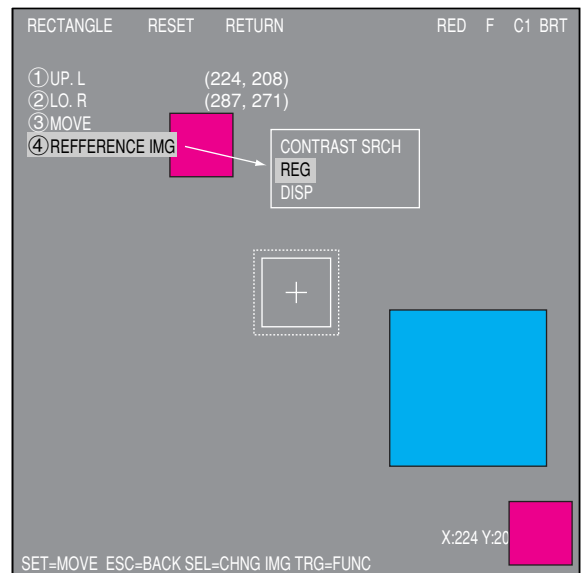 RECTANGLE RESET RETURN RED F C1 BRT
①UP. L (224, 208)
②LO. R (287, 271)
③MOVE
④REFFERENCE IMG
CONTRAST SRCH
REG
DISP
X:224 Y:20
SET=MOVE ESC=BACK SEL=CHNG IMG TRG=FUNC